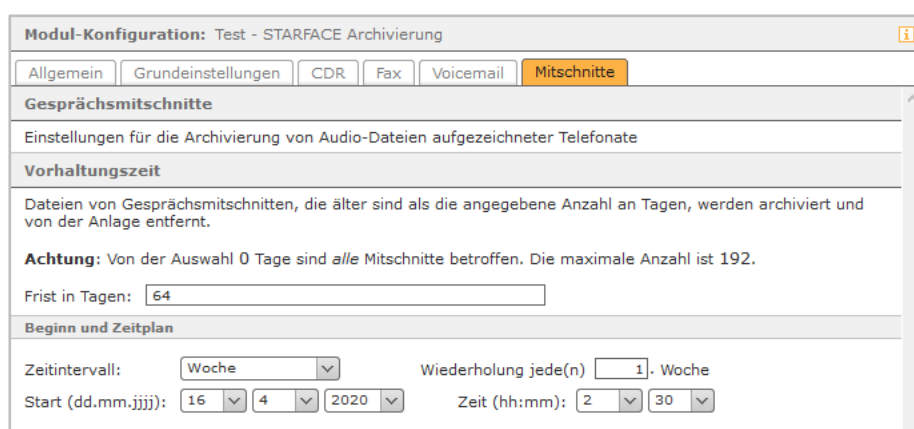 Modul-Konfiguration: Test - STARFACE Archivierung
i
Allgemein Grundeinstellungen CDR Fax Voicemail Mitschnitte
Gesprächsmitschnitte
Einstellungen für die Archivierung von Audio-Dateien aufgezeichneter Telefonate
Vorhaltungszeit
Dateien von Gesprächsmitschnitten, die älter sind als die angegebene Anzahl an Tagen, werden archiviert und
von der Anlage entfernt.
Achtung: Von der Auswahl 0 Tage sind alle Mitschnitte betroffen. Die maximale Anzahl ist 192.
Frist in Tagen: 64
Beginn und Zeitplan
Zeitintervall: Woche Wiederholung jede(n) 1. Woche
Start (dd.mm.jjjj): 16 4 2020 Zeit (hh:mm): 2 30